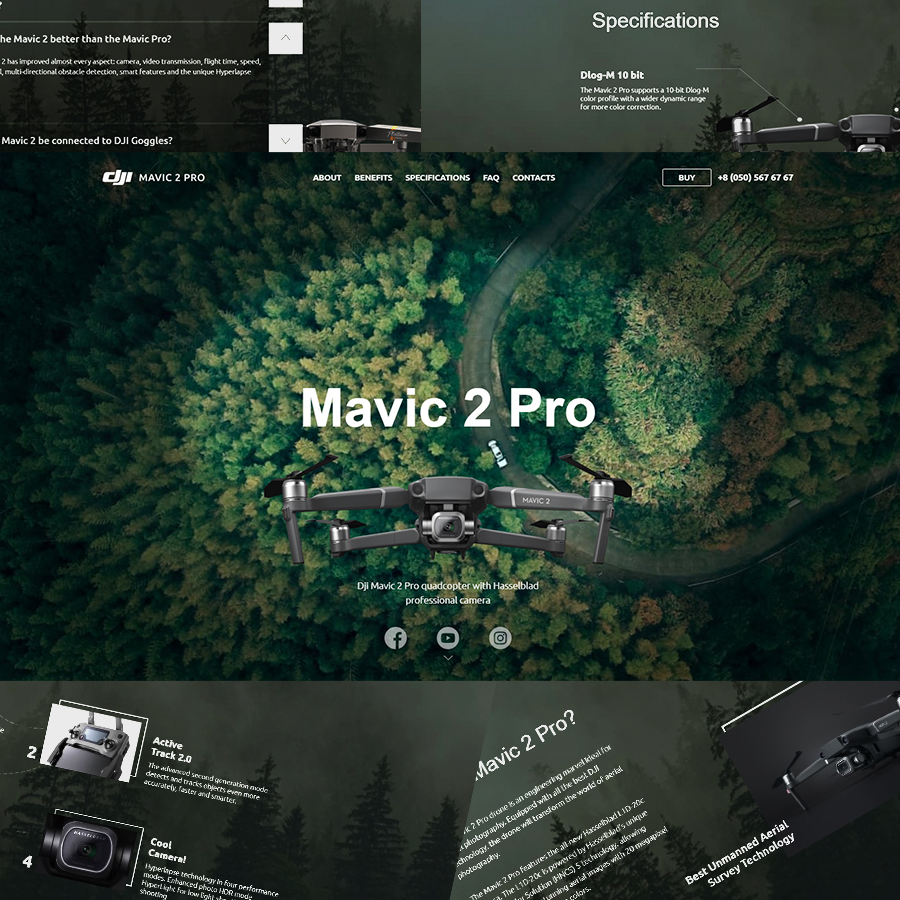 ?
he Mavic 2 better than the Mavic Pro?
2 has improved almost every aspect: camera, video transmission, flight time, speed,
, multi-directional obstacle detection, smart features and the unique Hyperlapse
Mavic 2 be connected to DJI Goggles?
Specifications
Dlog-M 10 bit
The Mavic 2 Pro supports a 10-bit Dlog-M
color profile with a wider dynamic range
for more color correction.
dji MAVIC 2 PRO
ABOUT BENEFITS SPECIFICATIONS FAQ CONTACTS
BUY +8 (050) 567 67 67
Mavic 2 Pro
MAVIC 2
Dji Mavic 2 Pro quadcopter with Hasselblad
professional camera
2
Active
Track 2.0
The advanced second generation mode
detects and tracks objects even more
accurately, faster and smarter.
4
HASSELBLAD
Cool
Camera!
Hyperlapse technology in four performance
modes. Enhanced photo HDR mode
HyperLight for low light
shooting
Mavic 2 Pro?
Pro drone is an engineering marvel ideal for
photography. Equipped with all the best DJI
technology, the drone will transform the world of aerial
photography.
The Mavic 2 Pro features the all-new Hasselblad L1D-20c
The L1D-20c is powered by Hasselblad's unique
Solution (HNCS) 5 technology, allowing
aerial images with 20 megapixel
colors.
Best Unmanned Aerial
Survey Technology